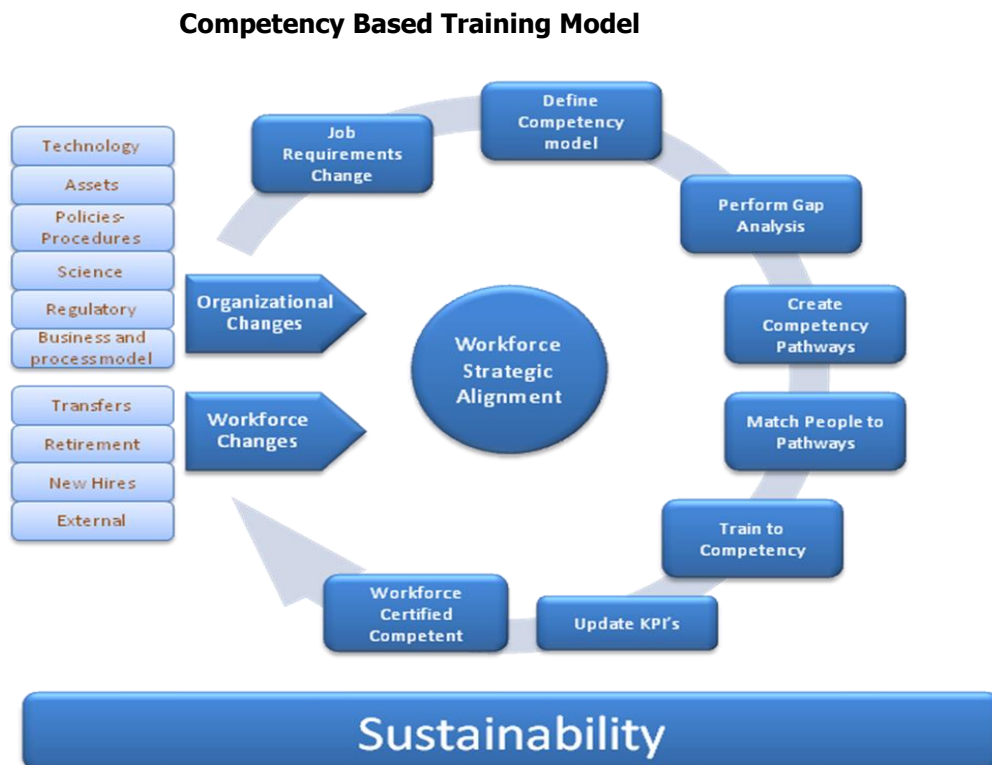 Competency Based Training Model
Technology
Assets
Policies-
Procedures
Science
Regulatory
Business and
process model
Transfers
Retirement
New Hires
External
Organizational
Changes
Workforce
Changes
Workforce
Strategic
Alignment
Job
Requirements
Change
Define
Competency
model
Perform Gap
Analysis
Create
Competency
Pathways
Match People to
Pathways
Train to
Competency
Update KPI's
Workforce
Certified
Competent
Sustainability